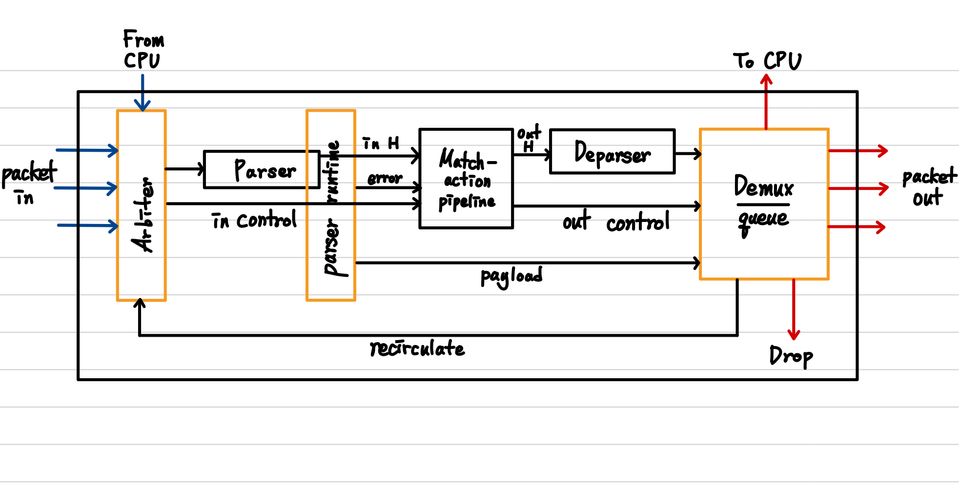 From
CPU
To CPU
packet
in
Arbiter
Parser
in Control
parser runtime
in H
error
Match-
action
pipeline
out
H
Deparser
out control
payload
Demux
queue
packet
out
recirculate
Drop